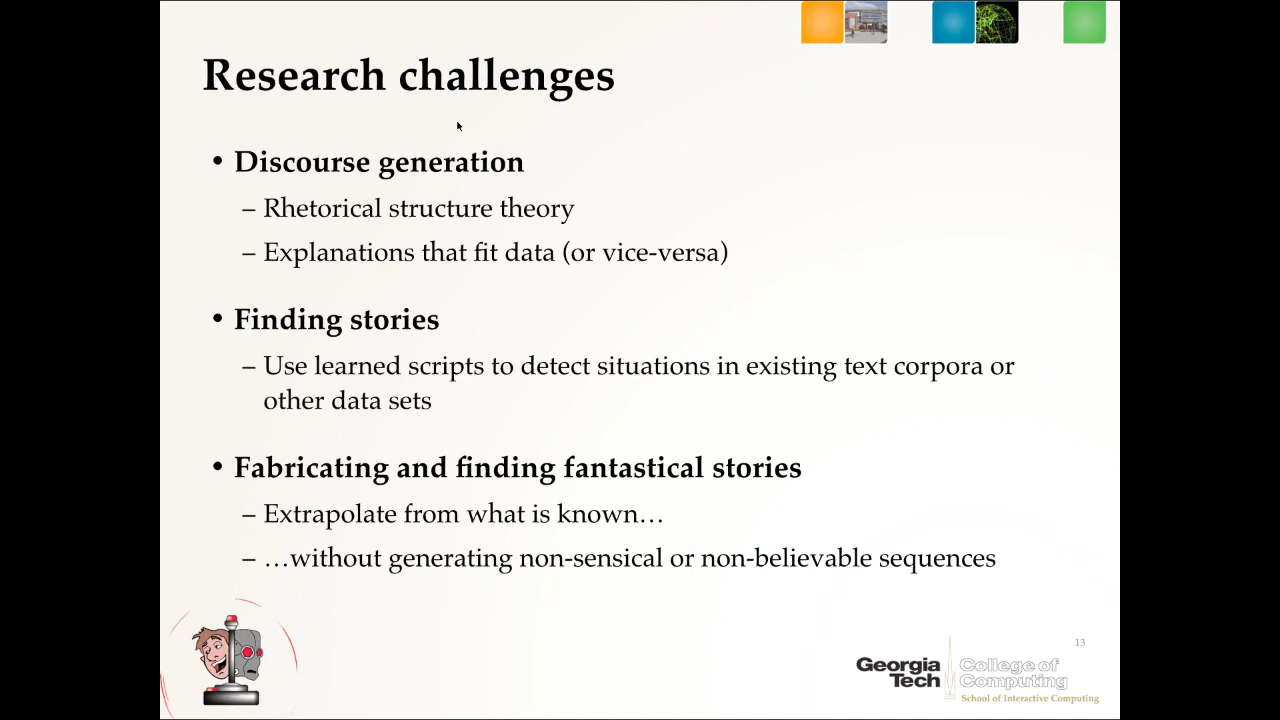 Research challenges
• Discourse generation
– Rhetorical structure theory
– Explanations that fit data (or vice-versa)
• Finding stories
– Use learned scripts to detect situations in existing text corpora or
other data sets
• Fabricating and finding fantastical stories
– Extrapolate from what is known…
– …without generating non-sensical or non-believable sequences
13
Georgia Tech
College of Computing
School of Interactive Computing